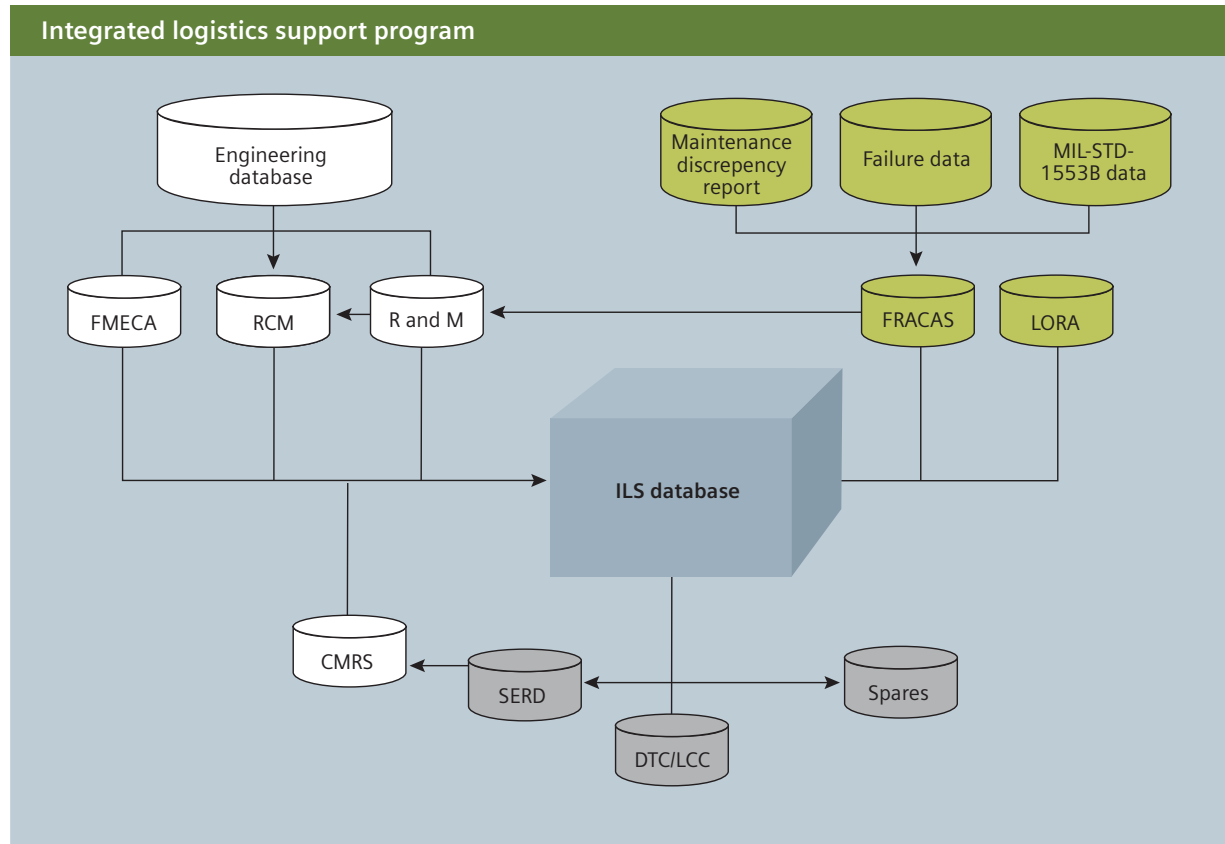 Integrated logistics support program
Engineering
database
Maintenance
discrepency
report
Failure data
MIL-STD-
1553B data
FMECA
RCM
R and M
FRACAS
LORA
ILS database
CMRS
SERD
Spares
DTC/LCC